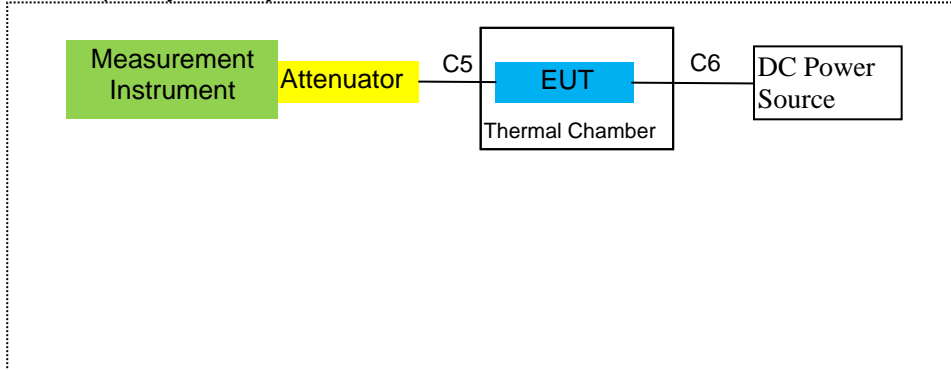 Measurement
Instrument
Attenuator
C5
EUT
Thermal Chamber
C6
DC Power
Source